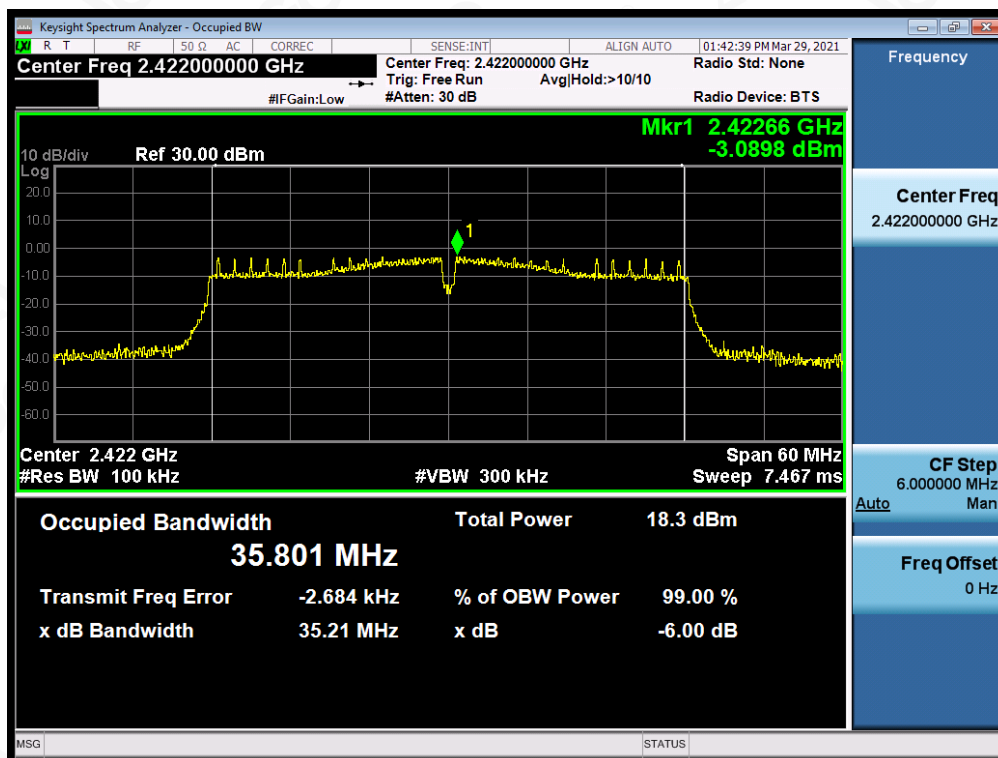 Keysight Spectrum Analyzer - Occupied BW
LXI R T RF 50 Ω AC CORREC SENSE:INT ALIGN AUTO 01:42:39 PM Mar 29, 2021
Center Freq 2.422000000 GHz
Center Freq: 2.422000000 GHz Radio Std: None
Trig: Free Run Avg|Hold:>10/10
#IFGain:Low #Atten: 30 dB Radio Device: BTS
Frequency
Mkr1 2.42266 GHz
-3.0898 dBm
10 dB/div Ref 30.00 dBm
Log
20.0
10.0
0.00
-10.0
-20.0
-30.0
-40.0
-50.0
-60.0
1
Center 2.422 GHz Span 60 MHz
#Res BW 100 kHz #VBW 300 kHz Sweep 7.467 ms
Occupied Bandwidth Total Power 18.3 dBm
35.801 MHz
Transmit Freq Error -2.684 kHz % of OBW Power 99.00 %
x dB Bandwidth 35.21 MHz x dB -6.00 dB
Center Freq
2.422000000 GHz
CF Step
6.000000 MHz
Auto Man
Freq Offset
0 Hz
MSG STATUS